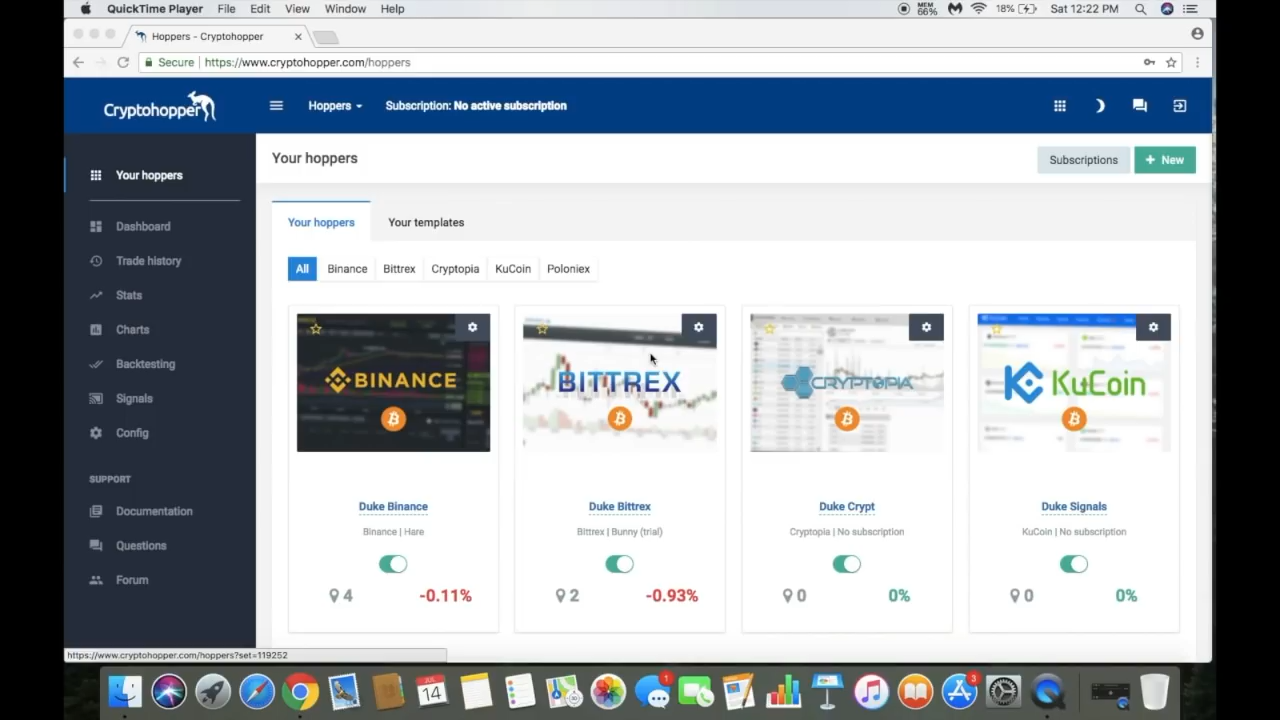 QuickTime Player File Edit View Window Help MEM 66% 18% Sat 12:22 PM
Hoppers - Cryptohopper
Secure https://www.cryptohopper.com/hoppers
Cryptohopper Hoppers Subscription: No active subscription
Your hoppers
Dashboard
Trade history
Stats
Charts
Backtesting
Signals
Config
SUPPORT
Documentation
Questions
Forum
Your hoppers Subscriptions + New
Your hoppers Your templates
All Binance Bittrex Cryptopia KuCoin Poloniex
BINANCE BITTREX CRYPTOPIA KuCoin
Duke Binance Duke Bittrex Duke Crypt Duke Signals
Binance | Hare Bittrex | Bunny (trial) Cryptopia | No subscription KuCoin | No subscription
4 -0.11% 2 -0.93% 0 0% 0 0%
https://www.cryptohopper.com/hoppers?set=119252
JUL
14
1
3